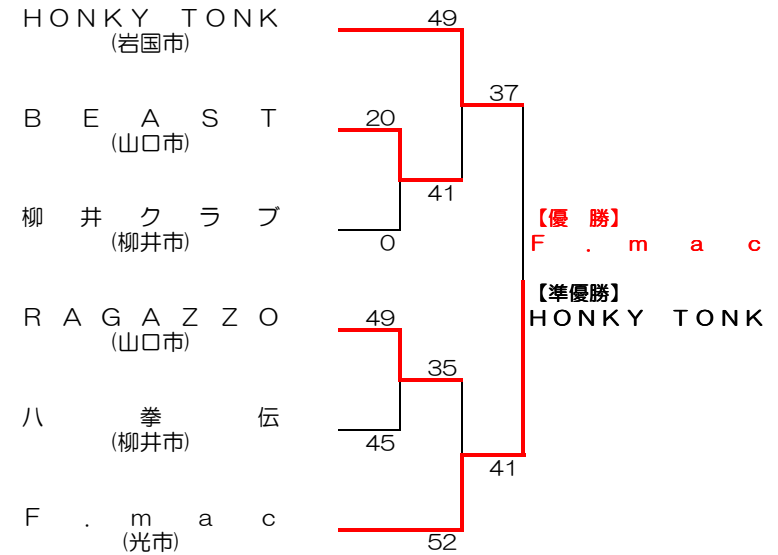 HONKY TONK
(岩国市)
49
37
BEAST
(山口市)
20
41
柳井クラブ
(柳井市)
0
【優 勝】
F.mac
【準優勝】
HONKY TONK
RAGAZZO
(山口市)
49
35
八拳伝
(柳井市)
45
41
F.mac
(光市)
52